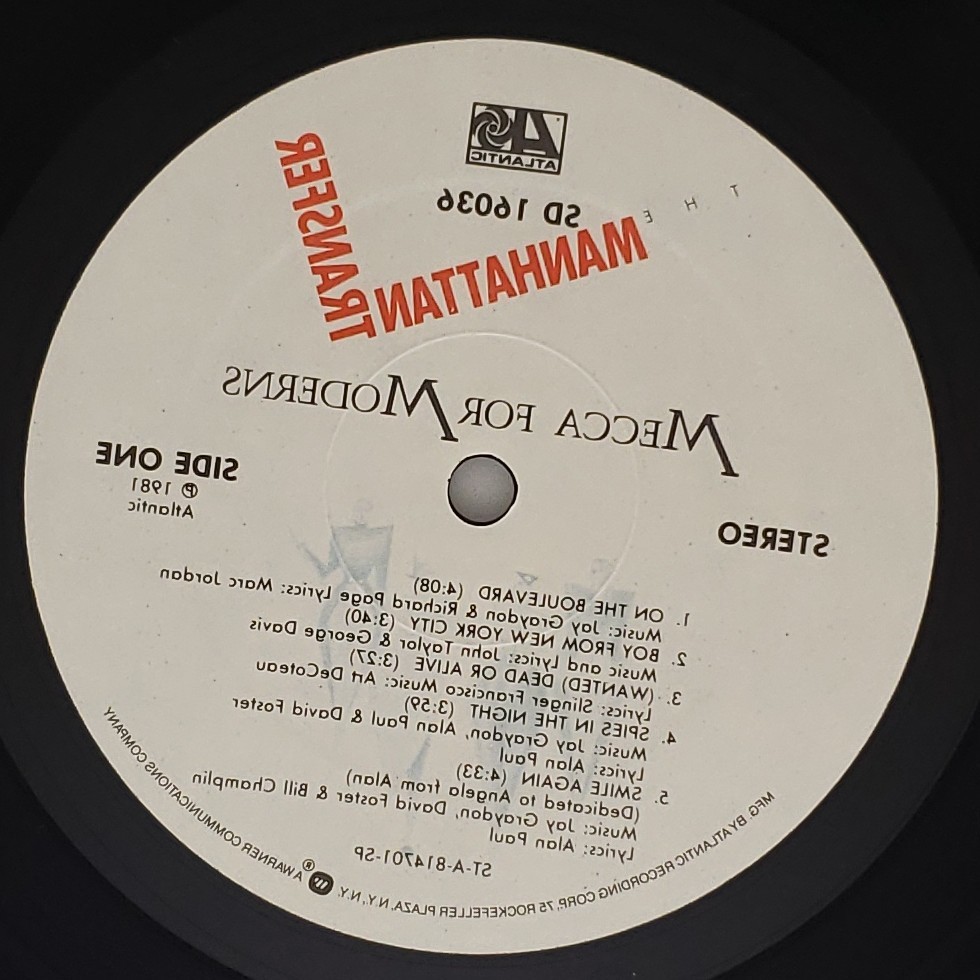 ATLANTIC
SD 16036
THE
MANHATTAN
TRANSFER
MECCA FOR MODERNS
SIDE ONE
℗ 1981
Atlantic
STEREO
1. ON THE BOULEVARD (4:08)
Music: Jay Graydon & Richard Page Lyrics: Marc Jordan
2. BOY FROM NEW YORK CITY (3:40)
Music and Lyrics: John Taylor & George Davis
3. (WANTED) DEAD OR ALIVE (3:27)
Lyrics: Slinger Francisco Music: Art DeCoteau
4. SPIES IN THE NIGHT (3:59)
Music: Jay Graydon, Alan Paul & David Foster
Lyrics: Alan Paul
5. SMILE AGAIN (4:33)
(Dedicated to Angela from Alan)
Music: Jay Graydon, David Foster & Bill Champlin
Lyrics: Alan Paul
ST-A-814701-SP
MFG. BY ATLANTIC RECORDING CORP., 75 ROCKEFELLER PLAZA, N.Y., N.Y. ® A WARNER COMMUNICATIONS COMPANY